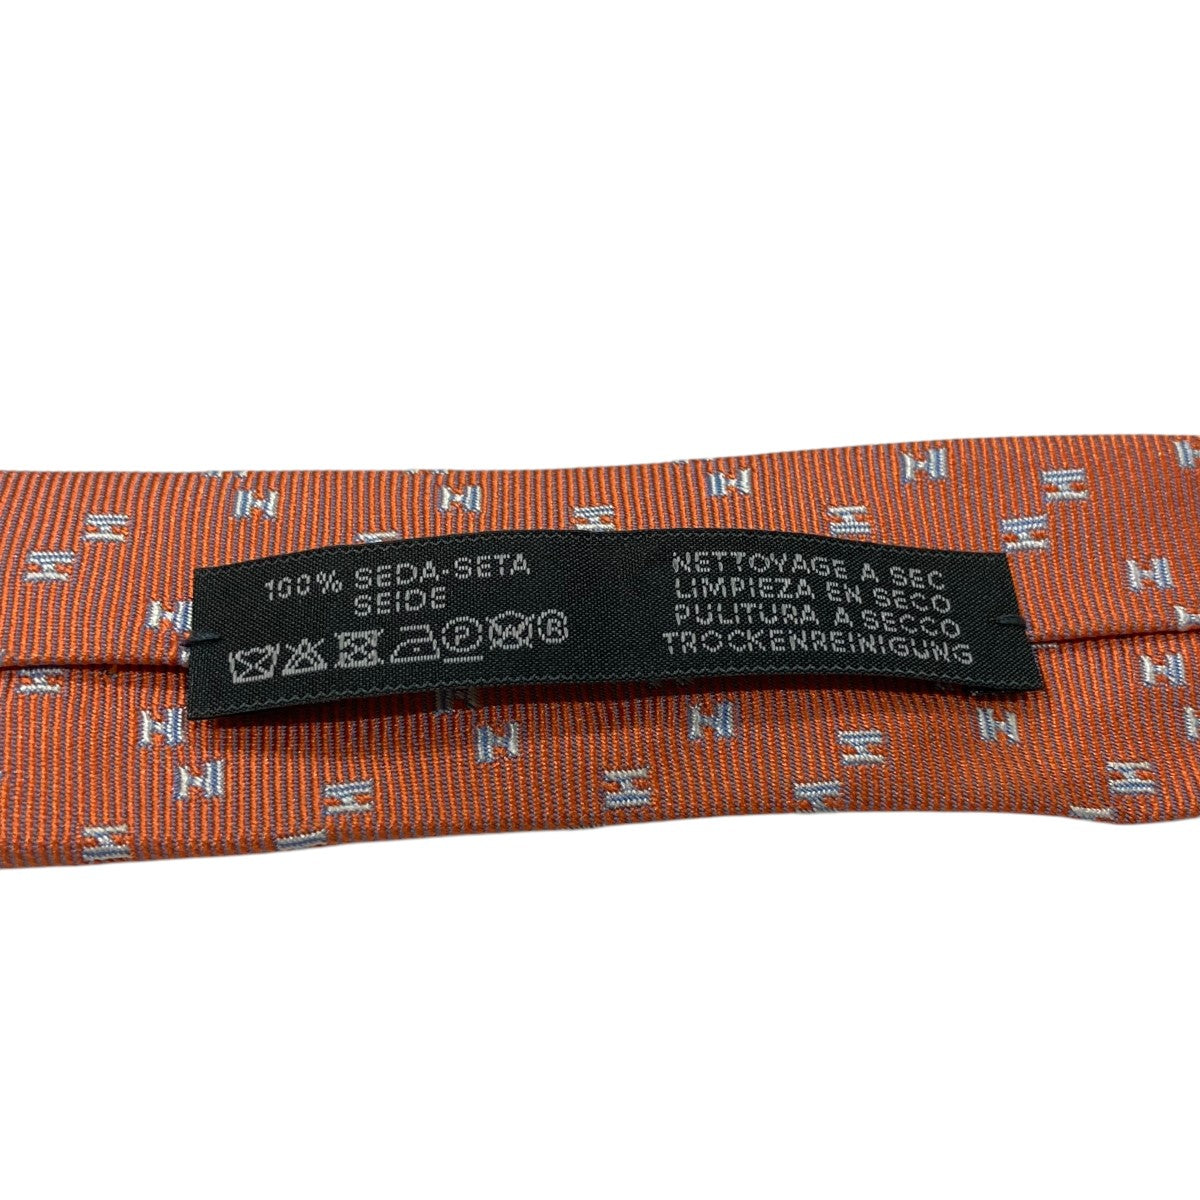 100% SEDA-SETA
SEIDE
P W R
NETTOYAGE A SEC
LIMPIEZA EN SECO
PULITURA A SECCO
TROCKENREINIGUNG